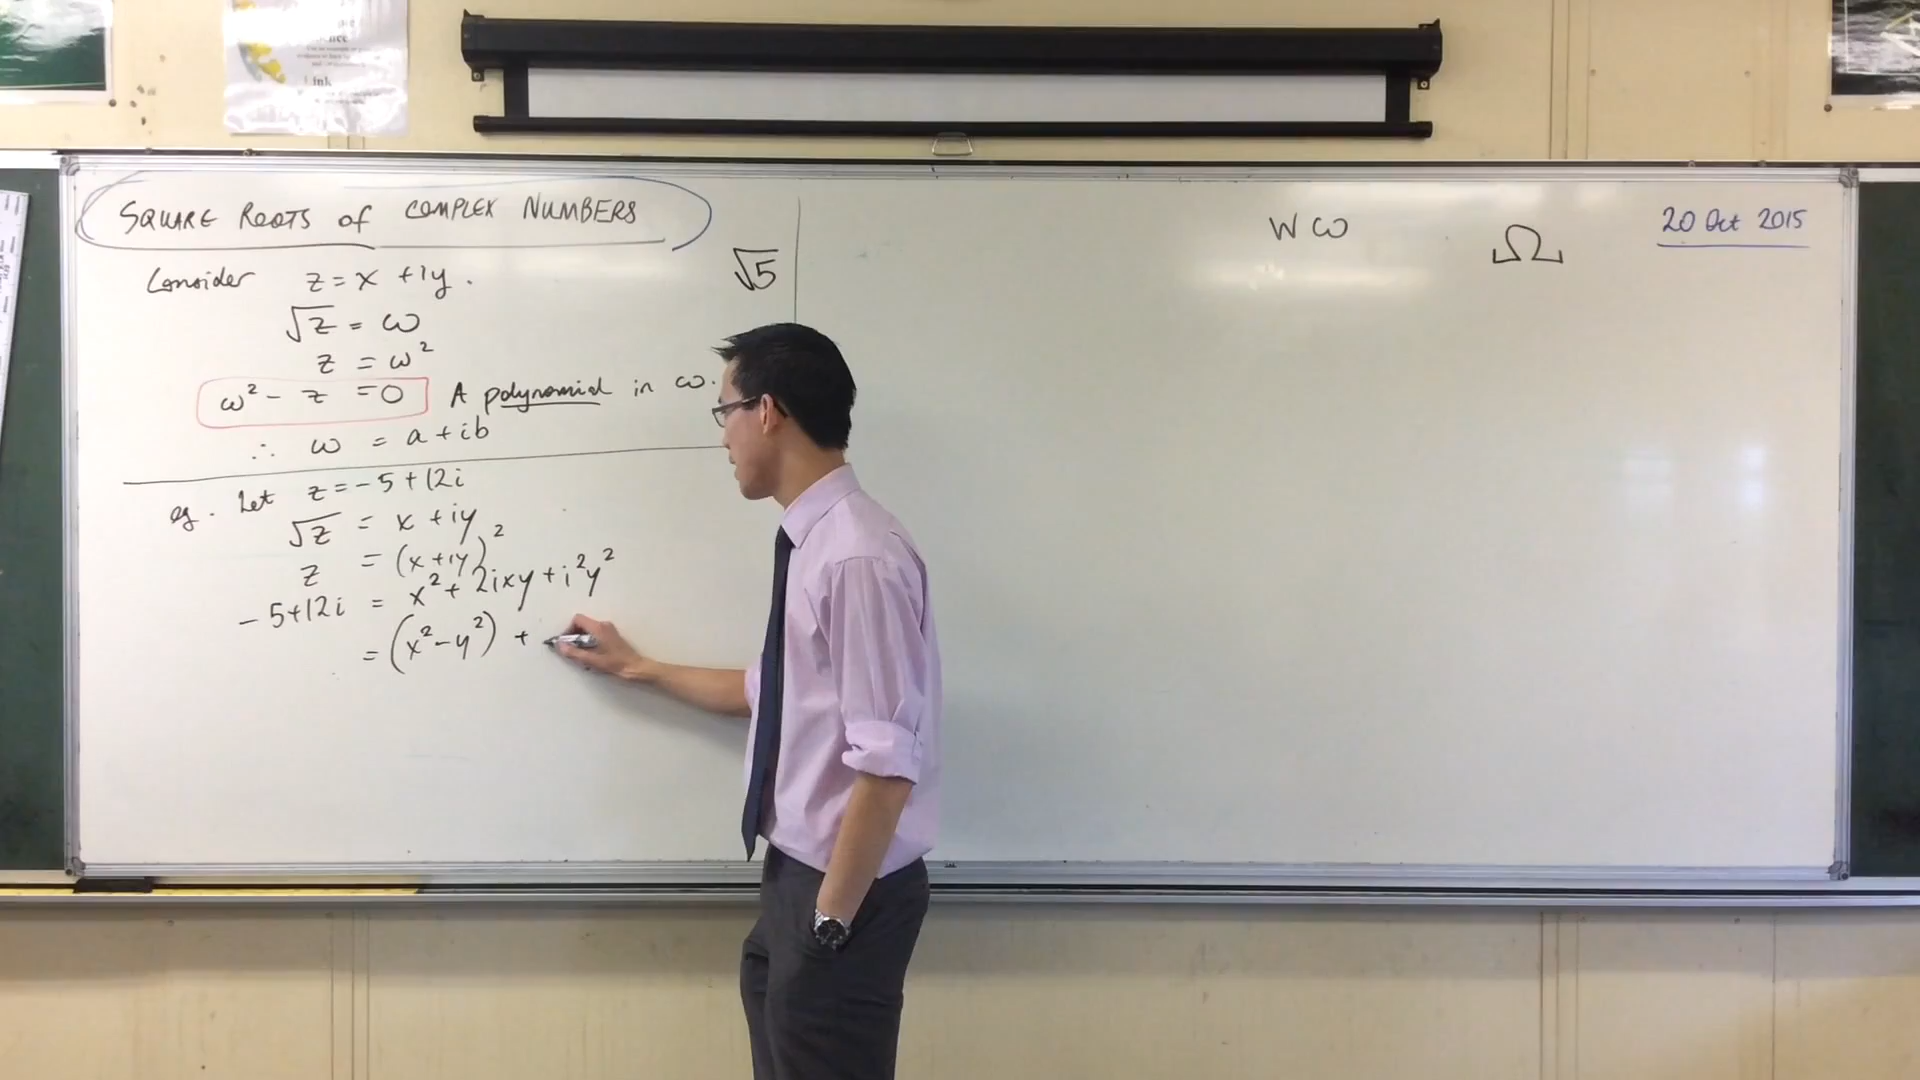 ink
SQUARE ROOTS of COMPLEX NUMBERS
Consider z = x + iy.
√z = ω
z = ω²
ω² - z = 0 A polynomial in ω.
∴ ω = a + ib
eg. Let z = -5 + 12i
√z = x + iy
z = (x + iy)²
-5+12i = x² + 2ixy + i²y²
= (x² - y²) +
√5
W ω
Ω
20 Oct 2015